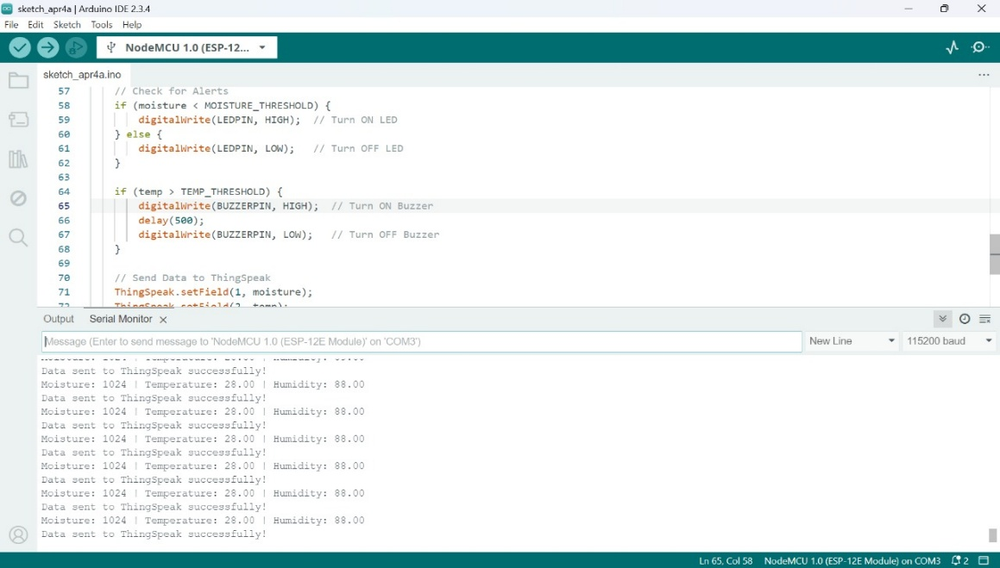 sketch_apr4a | Arduino IDE 2.3.4
File Edit Sketch Tools Help
NodeMCU 1.0 (ESP-12...
sketch_apr4a.ino
57 // Check for Alerts
58 if (moisture < MOISTURE_THRESHOLD) {
59 digitalWrite(LEDPIN, HIGH); // Turn ON LED
60 } else {
61 digitalWrite(LEDPIN, LOW); // Turn OFF LED
62 }
63
64 if (temp > TEMP_THRESHOLD) {
65 digitalWrite(BUZZERPIN, HIGH); // Turn ON Buzzer
66 delay(500);
67 digitalWrite(BUZZERPIN, LOW); // Turn OFF Buzzer
68 }
69
70 // Send Data to ThingSpeak
71 ThingSpeak.setField(1, moisture);
72 ThingSpeak.setField(2, temp);
Output Serial Monitor
Message (Enter to send message to 'NodeMCU 1.0 (ESP-12E Module)' on 'COM3')
New Line 115200 baud
Data sent to ThingSpeak successfully!
Moisture: 1024 | Temperature: 28.00 | Humidity: 88.00
Data sent to ThingSpeak successfully!
Moisture: 1024 | Temperature: 28.00 | Humidity: 88.00
Data sent to ThingSpeak successfully!
Moisture: 1024 | Temperature: 28.00 | Humidity: 88.00
Data sent to ThingSpeak successfully!
Moisture: 1024 | Temperature: 28.00 | Humidity: 88.00
Data sent to ThingSpeak successfully!
Moisture: 1024 | Temperature: 28.00 | Humidity: 88.00
Data sent to ThingSpeak successfully!
Moisture: 1024 | Temperature: 28.00 | Humidity: 88.00
Data sent to ThingSpeak successfully!
Ln 65, Col 58 NodeMCU 1.0 (ESP-12E Module) on COM3 2